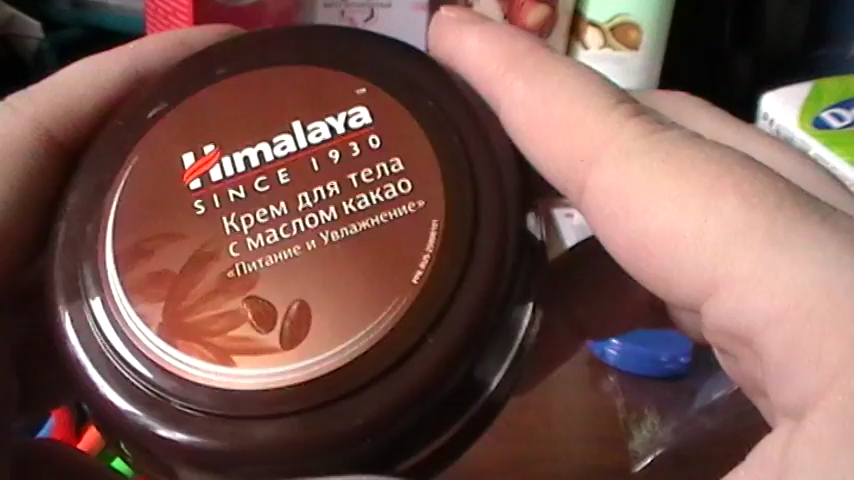 Himalaya
SINCE 1930
Крем для тела
с маслом какао
«Питание и Увлажнение»